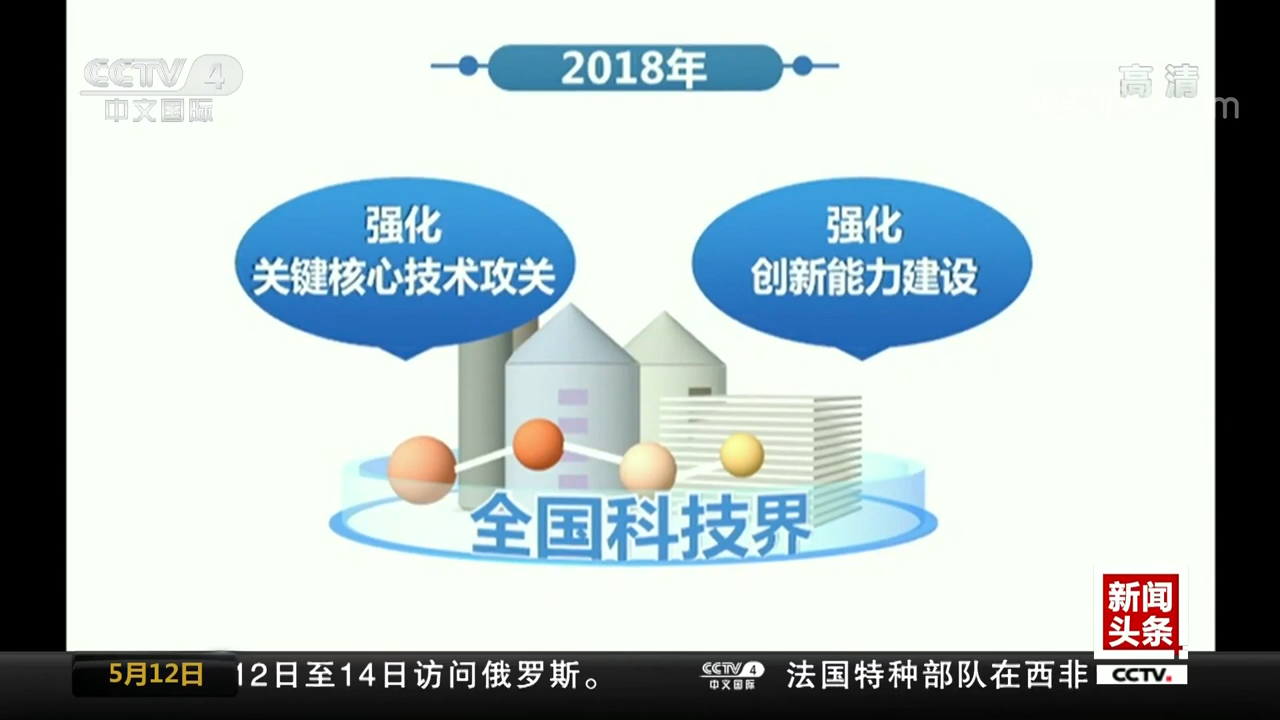 CCTV 4
中文国际
2018年
高清
强化
关键核心技术攻关
强化
创新能力建设
全国科技界
新闻
头条
5月12日
12日至14日访问俄罗斯。
CCTV 4
中文国际
法国特种部队在西非
CCTV.